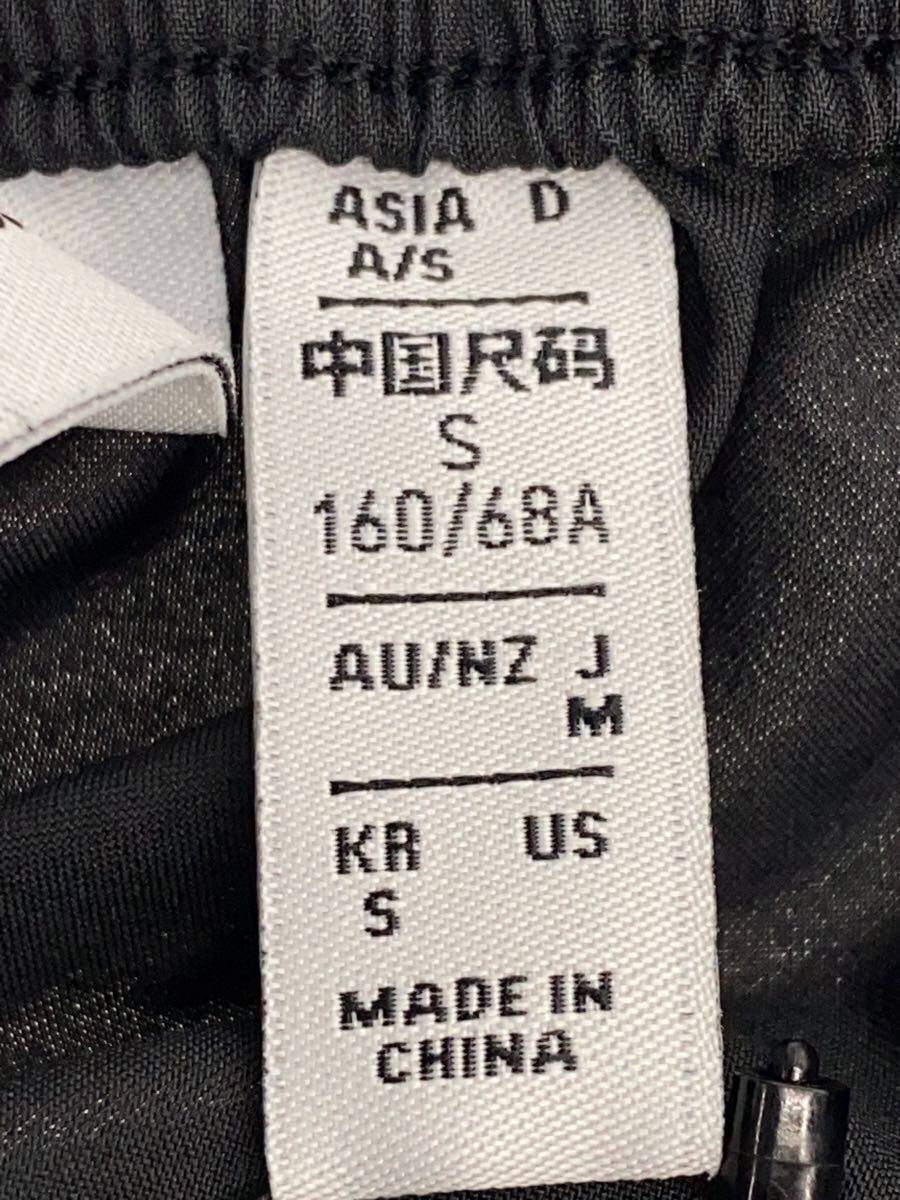 ASIA D
A/S
中国尺码
S
160/68A
AU/NZ J
M
KR US
S
MADE IN
CHINA